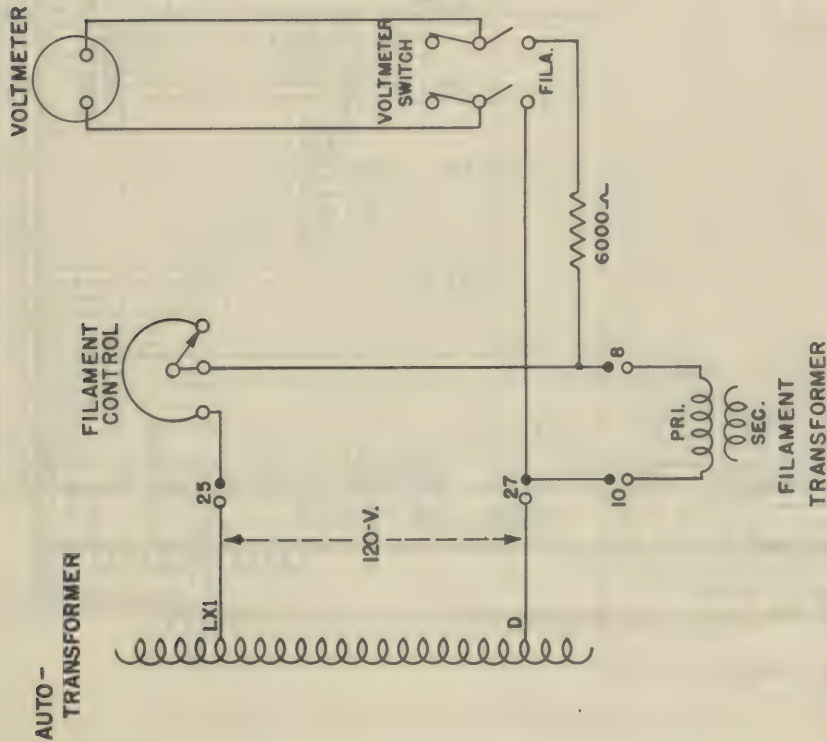 AUTO-
TRANSFORMER
LX1
D
120-V.
25
27
FILAMENT
CONTROL
10
8
PRI.
SEC.
FILAMENT
TRANSFORMER
6000
VOLTMETER
VOLTMETER
SWITCH
FILA.